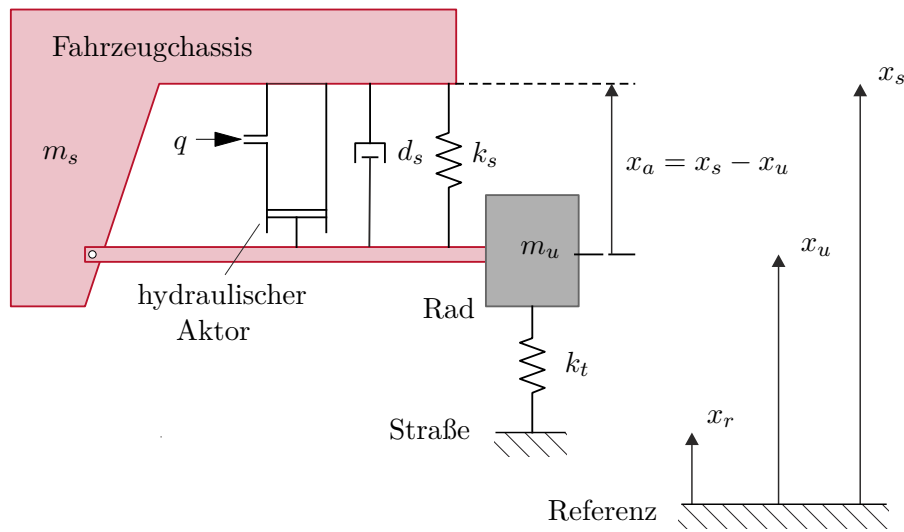 Fahrzeugchassis
x_s
m_s
q
d_s
k_s
x_a = x_s − x_u
m_u
x_u
hydraulischer
Aktor
Rad
k_t
x_r
Straße
Referenz